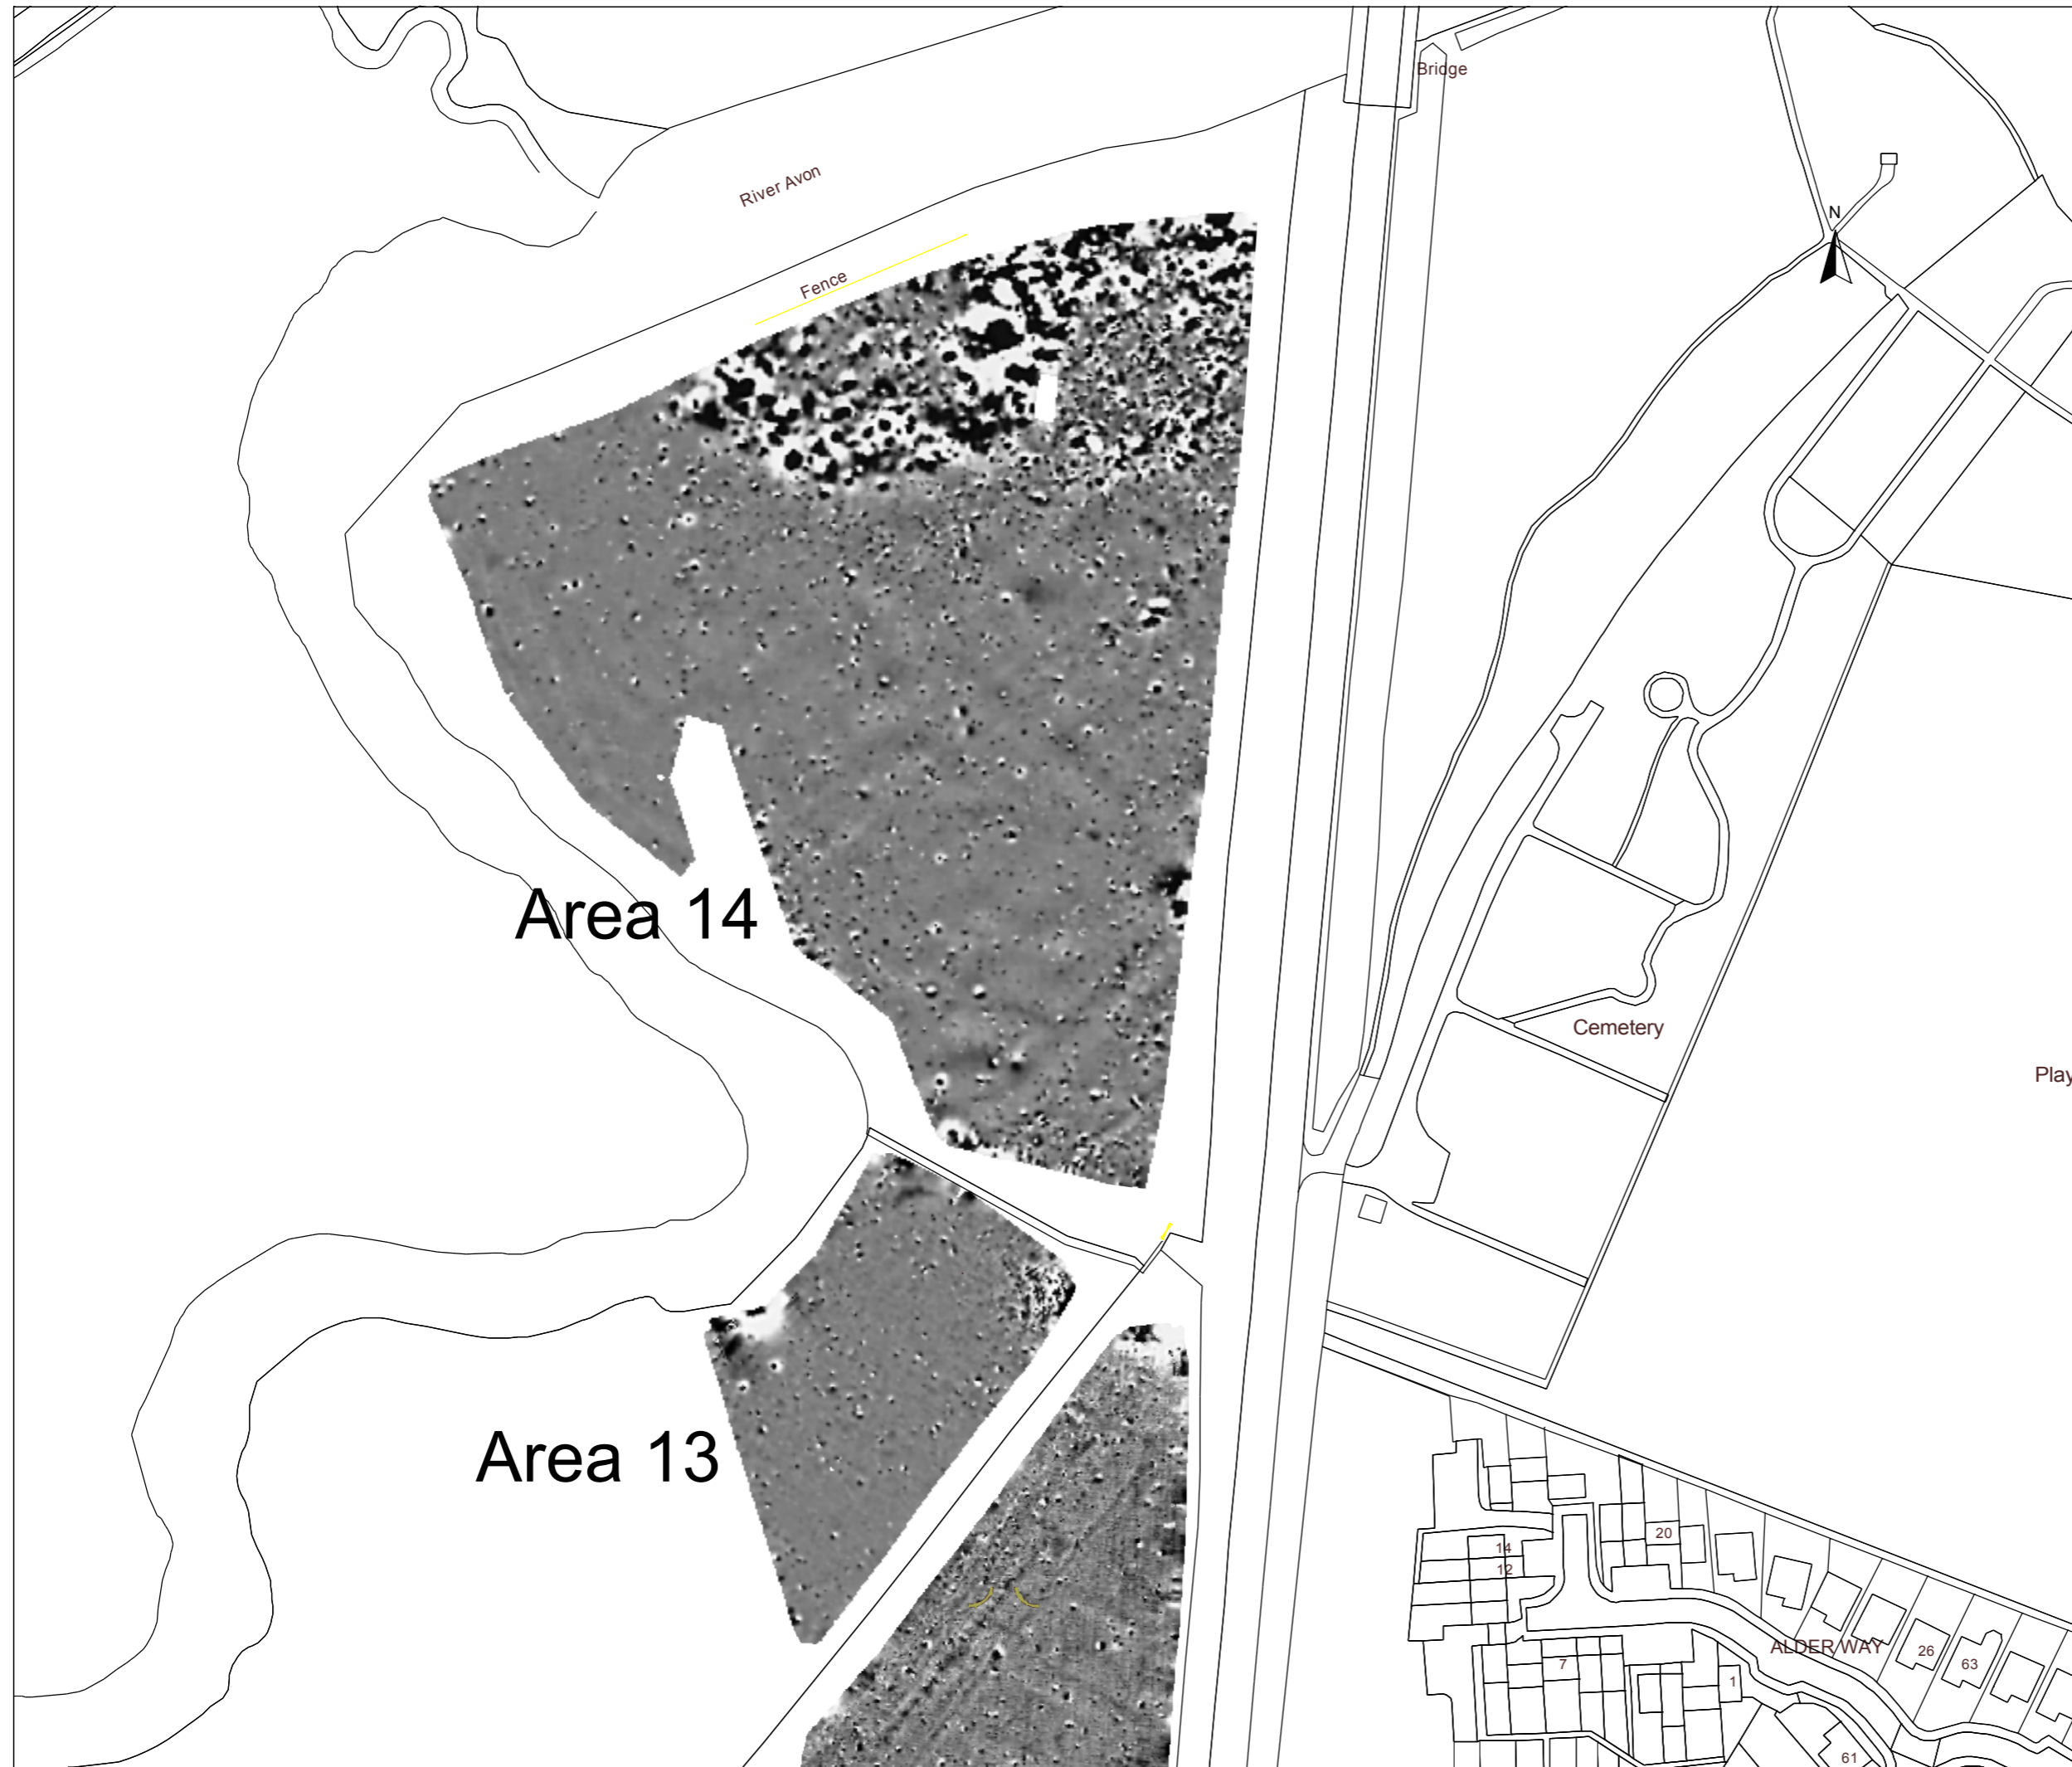 Bridge
River Avon
N
Fence
Area 14
Cemetery
Play
Area 13
20
14
12
ALDER WAY
26
63
7
1
61